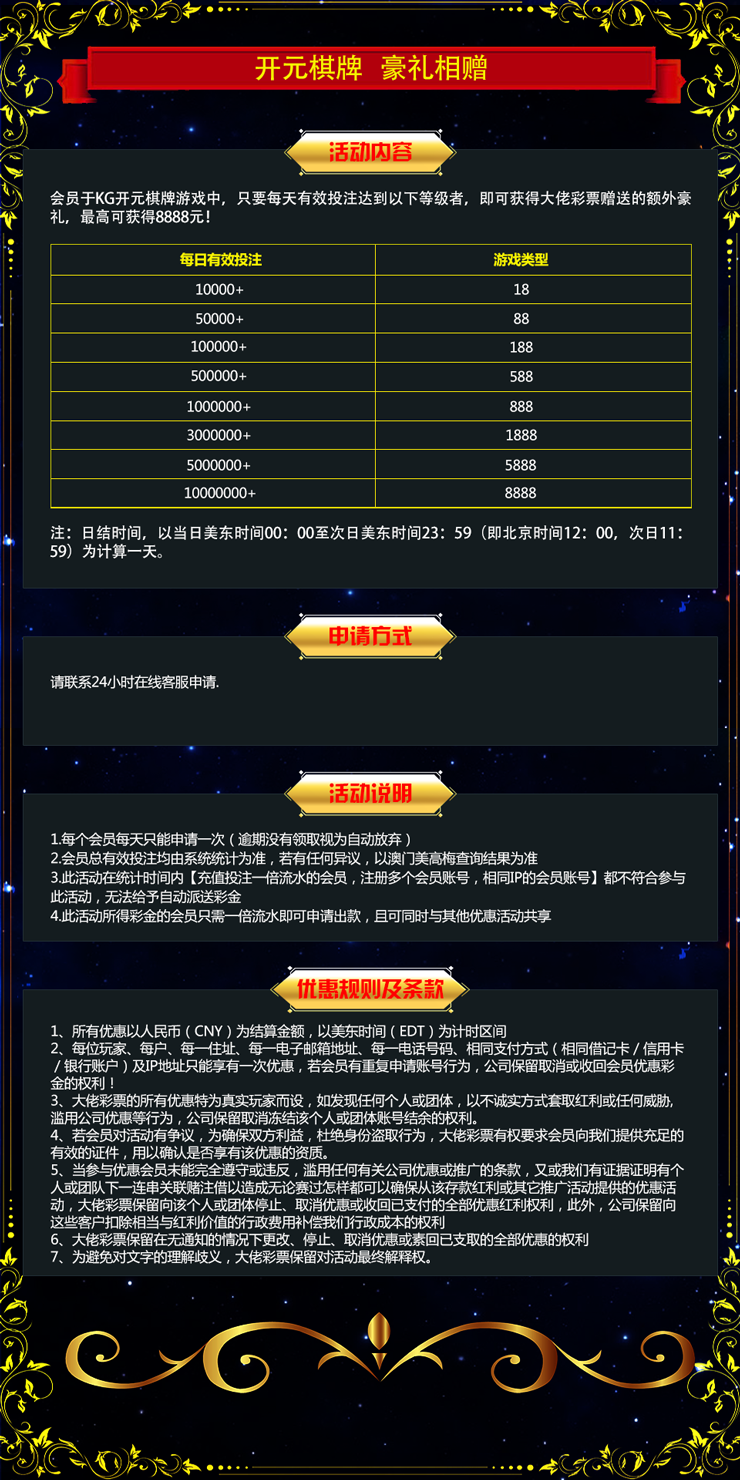 开元棋牌 豪礼相赠
活动内容
会员于KG开元棋牌游戏中，只要每天有效投注达到以下等级者，即可获得大佬彩票赠送的额外豪
礼，最高可获得8888元！
每日有效投注 游戏类型
10000+ 18
50000+ 88
100000+ 188
500000+ 588
1000000+ 888
3000000+ 1888
5000000+ 5888
10000000+ 8888
注：日结时间，以当日美东时间00：00至次日美东时间23：59（即北京时间12：00，次日11：
59）为计算一天。
申请方式
请联系24小时在线客服申请.
活动说明
1.每个会员每天只能申请一次（逾期没有领取视为自动放弃）
2.会员总有效投注均由系统统计为准，若有任何异议，以澳门美高梅查询结果为准
3.此活动在统计时间内【充值投注一倍流水的会员，注册多个会员账号，相同IP的会员账号】都不符合参与
此活动，无法给予自动派送彩金
4.此活动所得彩金的会员只需一倍流水即可申请出款，且可同时与其他优惠活动共享
优惠规则及条款
1、所有优惠以人民币（CNY）为结算金额，以美东时间（EDT）为计时区间
2、每位玩家、每户、每一住址、每一电子邮箱地址、每一电话号码、相同支付方式（相同借记卡／信用卡
／银行账户）及IP地址只能享有一次优惠，若会员有重复申请账号行为，公司保留取消或收回会员优惠彩
金的权利！
3、大佬彩票的所有优惠特为真实玩家而设，如发现任何个人或团体，以不诚实方式套取红利或任何威胁,
滥用公司优惠等行为，公司保留取消冻结该个人或团体账号结余的权利。
4、若会员对活动有争议，为确保双方利益，杜绝身份盗取行为，大佬彩票有权要求会员向我们提供充足的
有效的证件，用以确认是否享有该优惠的资质。
5、当参与优惠会员未能完全遵守或违反，滥用任何有关公司优惠或推广的条款，又或我们有证据证明有个
人或团队下一连串关联赌注借以造成无论赛过怎样都可以确保从该存款红利或其它推广活动提供的优惠活
动，大佬彩票保留向该个人或团体停止、取消优惠或收回已支付的全部优惠红利权利，此外，公司保留向
这些客户扣除相当与红利价值的行政费用补偿我们行政成本的权利
6、大佬彩票保留在无通知的情况下更改、停止、取消优惠或素回已支取的全部优惠的权利
7、为避免对文字的理解歧义，大佬彩票保留对活动最终解释权。